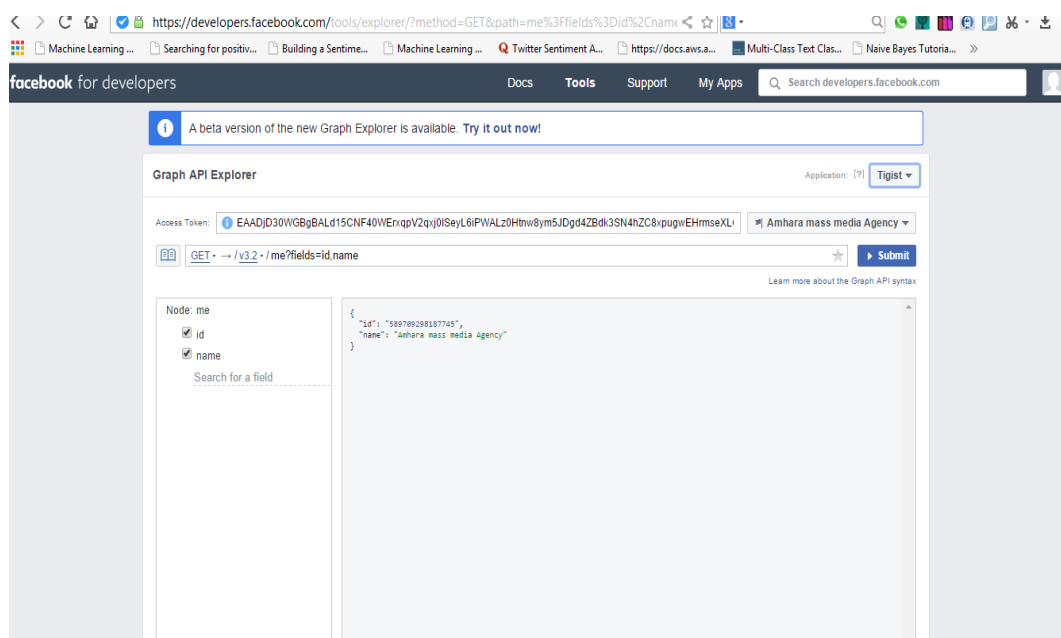 https://developers.facebook.com/tools/explorer/?method=GET&path=me%3Ffields%3Did%2Cname
Machine Learning ... Searching for positiv... Building a Sentime... Machine Learning ... Twitter Sentiment A... https://docs.aws.a... Multi-Class Text Clas... Naive Bayes Tutoria... »
facebook for developers Docs Tools Support My Apps Search developers.facebook.com
A beta version of the new Graph Explorer is available. Try it out now!
Graph API Explorer Application: [?] Tigist
Access Token: Amhara mass media Agency
GET → / v3.2 / me?fields=id,name Submit
Learn more about the Graph API syntax
Node: me
id
name
Search for a field
{
"id": "589709298187745",
"name": "Amhara mass media Agency"
}